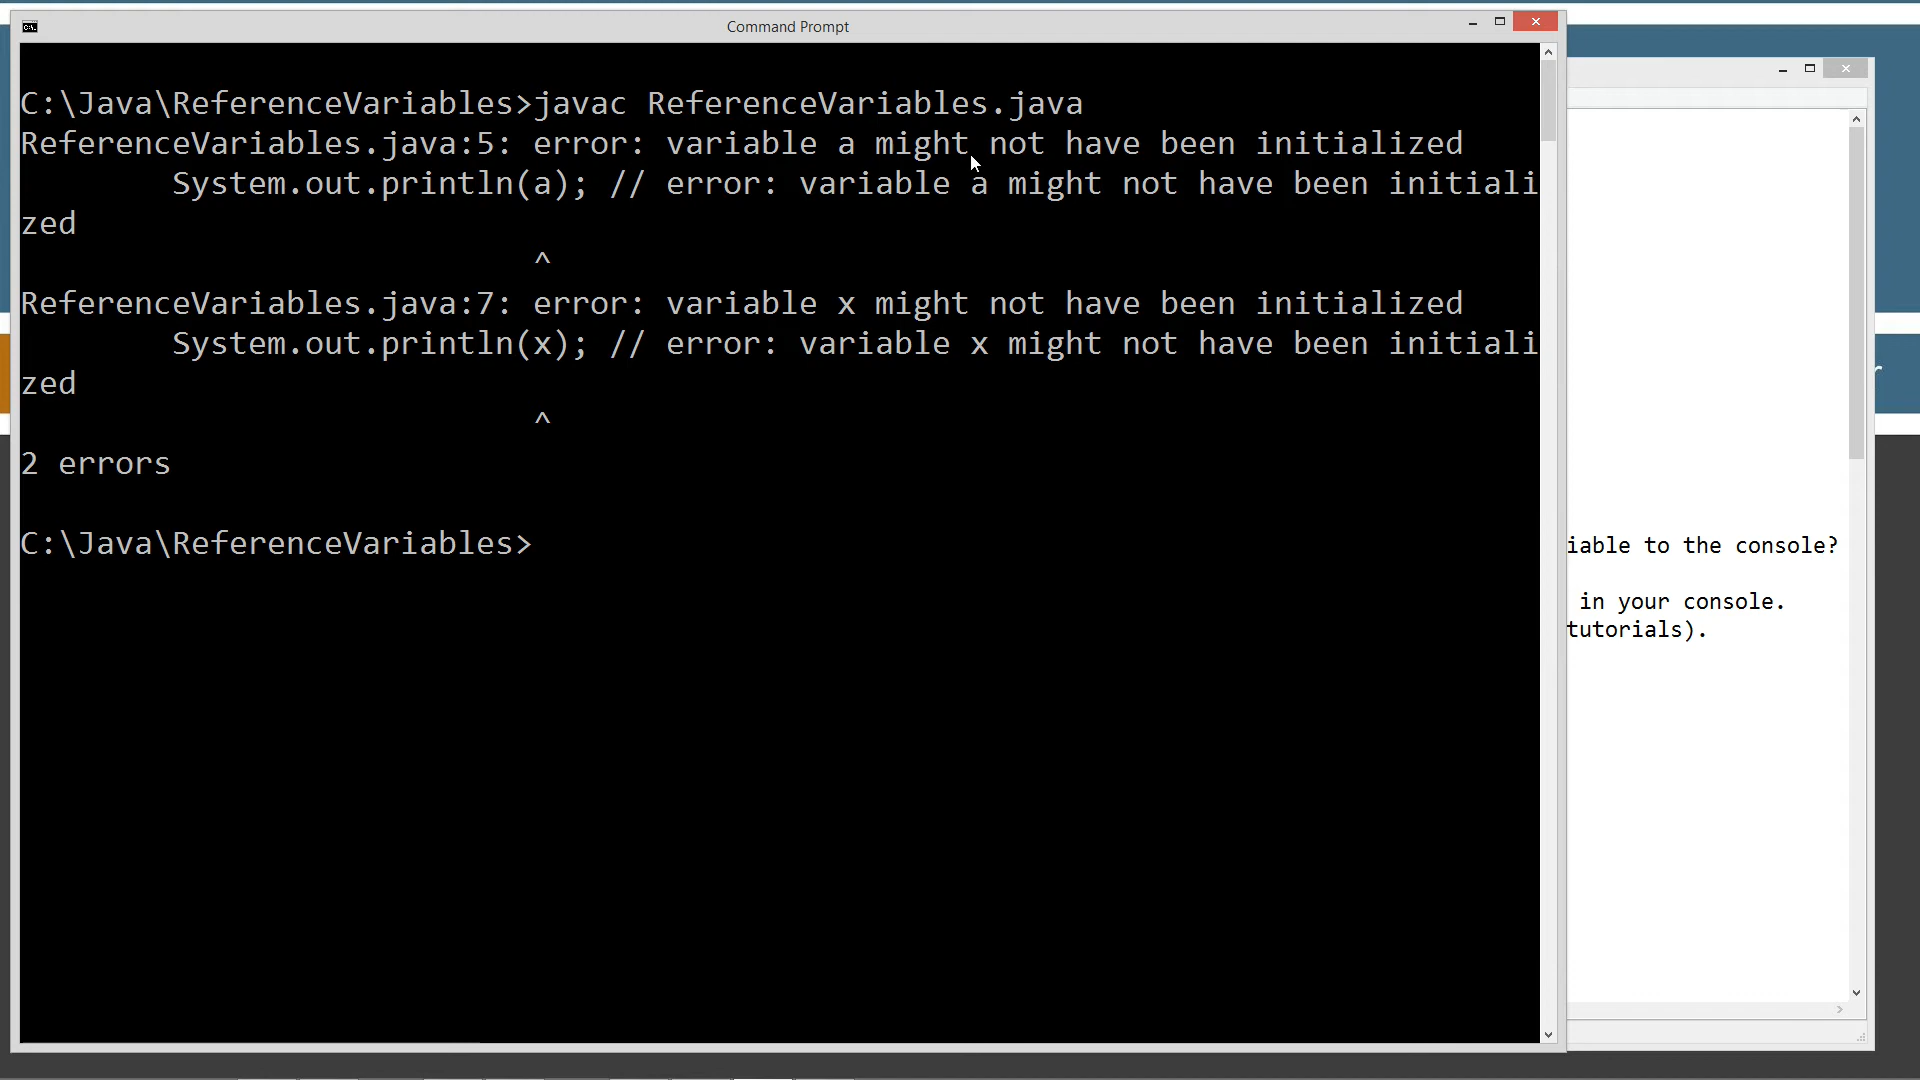 Command Prompt
C:\Java\ReferenceVariables>javac ReferenceVariables.java
ReferenceVariables.java:5: error: variable a might not have been initialized
System.out.println(a); // error: variable a might not have been initiali
zed
^
ReferenceVariables.java:7: error: variable x might not have been initialized
System.out.println(x); // error: variable x might not have been initiali
zed
^
2 errors
C:\Java\ReferenceVariables>
iable to the console?
in your console.
tutorials).